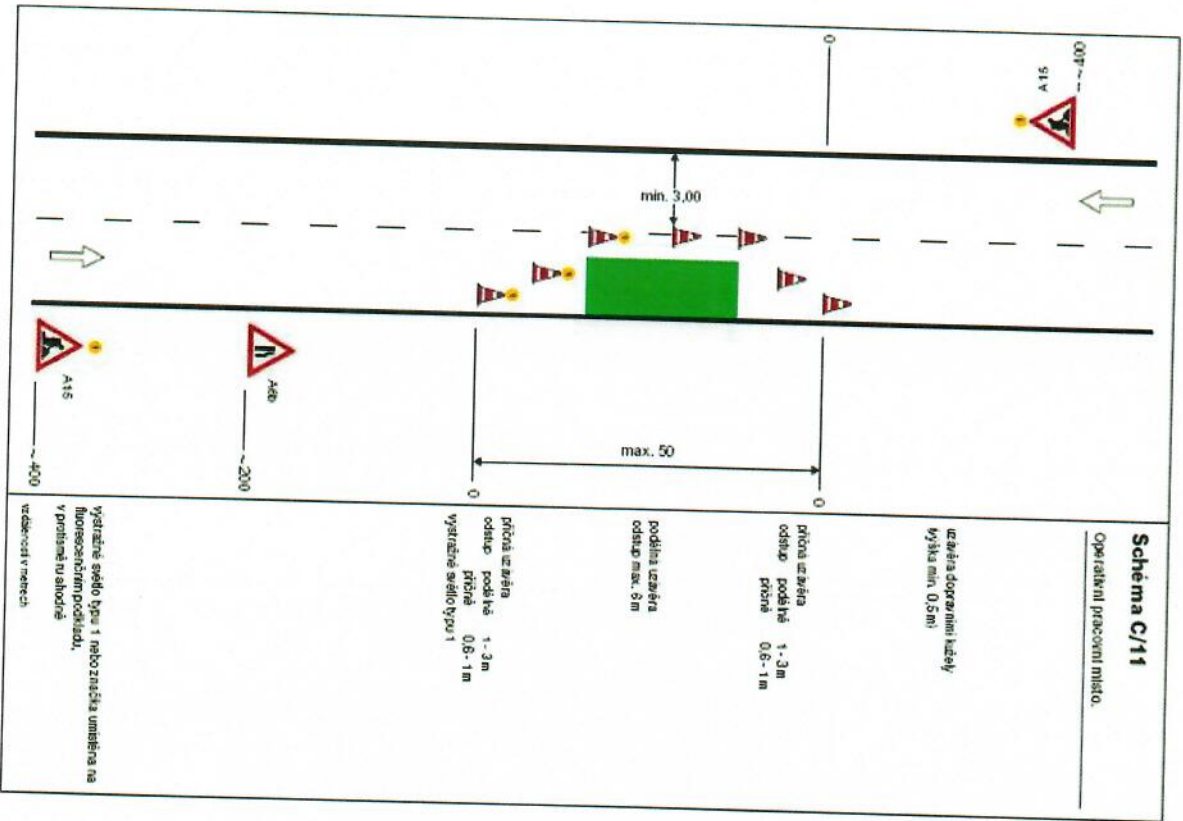 Schéma C/11
Operativní pracovní místo.
uzávěra dopravními kužely
(výška min. 0,5 m)
příčná uzávěra
odstup podélně 1 - 3 m
příčně 0,6 - 1 m
podélná uzávěra
odstup max. 6 m
příčná uzávěra
odstup podélně 1 - 3 m
příčně 0,6 - 1 m
výstražné světlo typu 1
výstražné světlo typu 1 nebo značka umístěna na
fluorescenčním podkladu,
v protisměru shodně
vzdálenosti v metrech
~400
A 15
0
min. 3,00
max. 50
0
0
A6b
~200
A15
~400